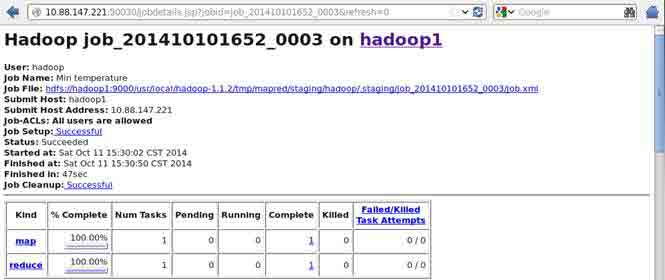 10.88.147.221:50030/jobdetails.jsp?jobid=job_201410101652_0003&refresh=0 Google
Hadoop job_201410101652_0003 on hadoop1
User: hadoop
Job Name: Min temperature
Job File: hdfs://hadoop1:9000/usr/local/hadoop-1.1.2/tmp/mapred/staging/hadoop/.staging/job_201410101652_0003/job.xml
Submit Host: hadoop1
Submit Host Address: 10.88.147.221
Job-ACLs: All users are allowed
Job Setup: Successful
Status: Succeeded
Started at: Sat Oct 11 15:30:02 CST 2014
Finished at: Sat Oct 11 15:30:50 CST 2014
Finished in: 47sec
Job Cleanup: Successful
Kind % Complete Num Tasks Pending Running Complete Killed Failed/Killed
Task Attempts
map 100.00% 1 0 0 1 0 0 / 0
reduce 100.00% 1 0 0 1 0 0 / 0